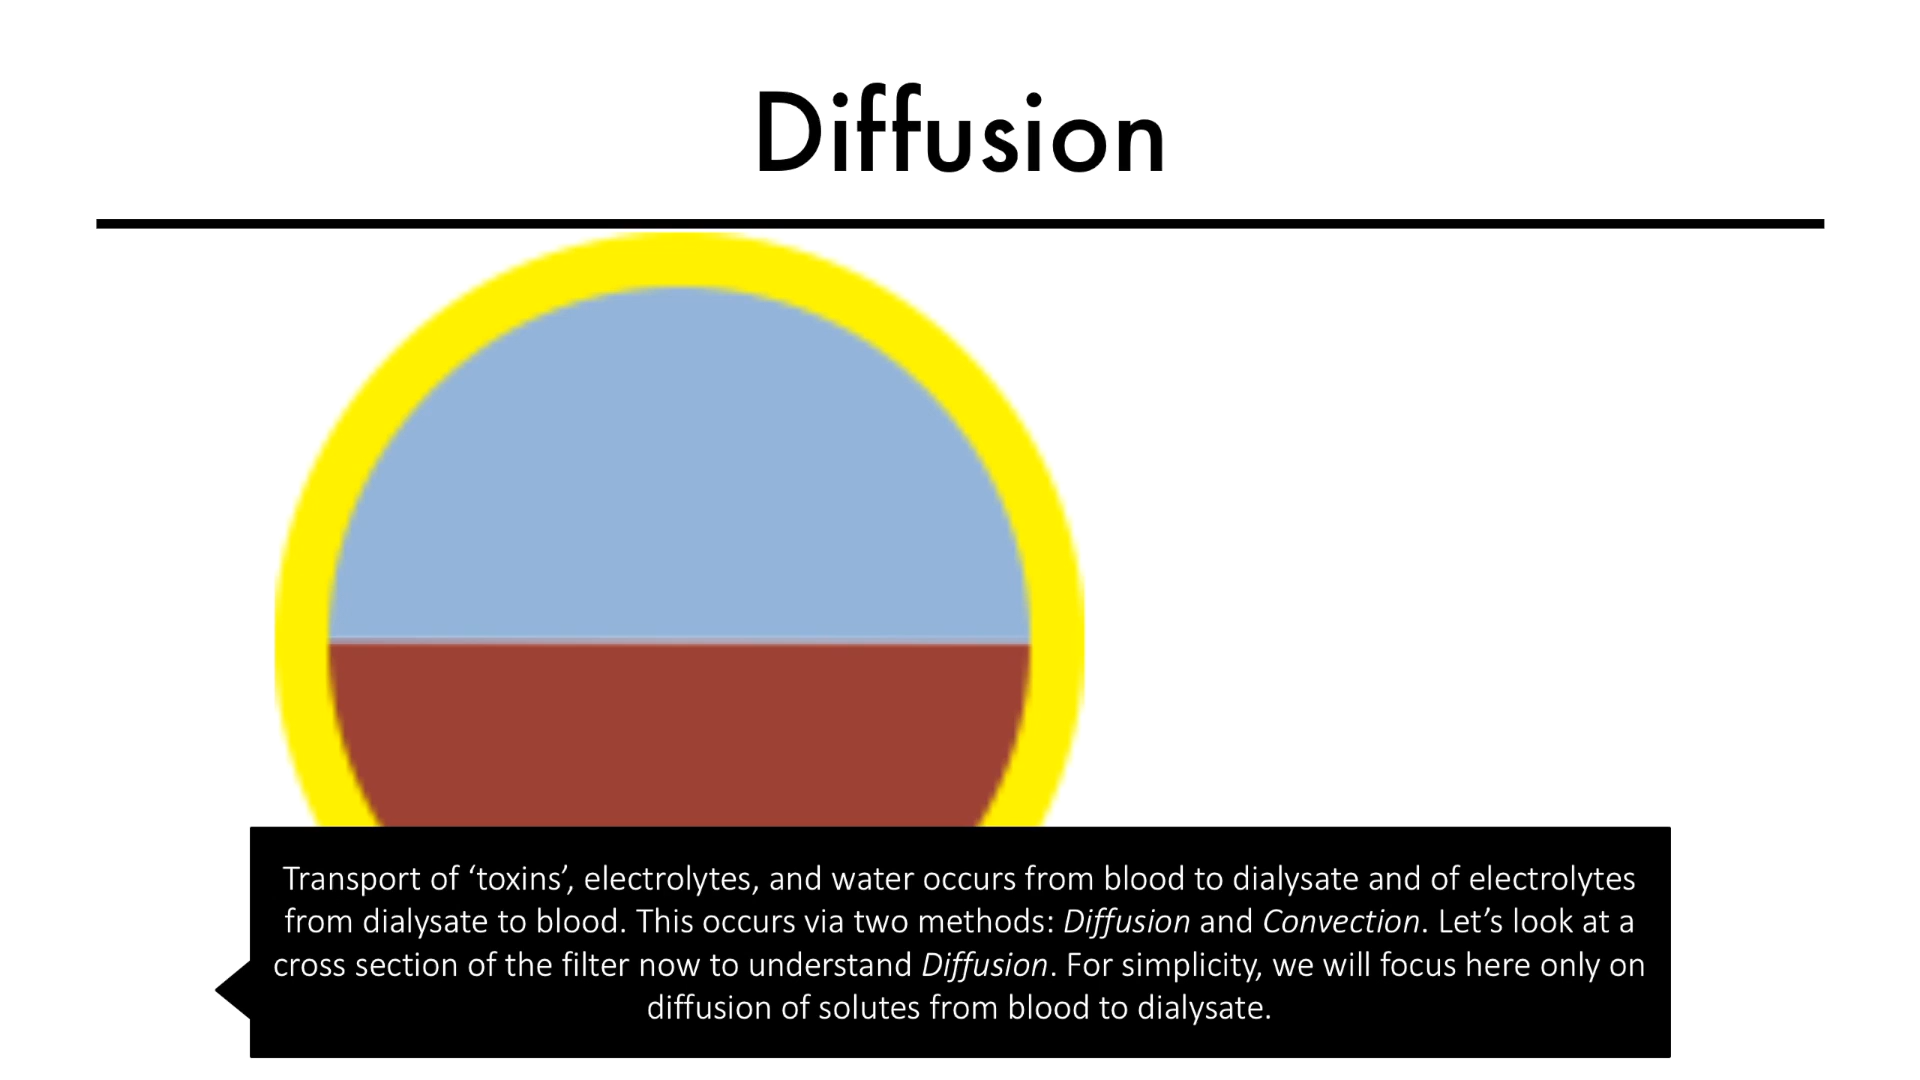 Diffusion
Transport of ‘toxins’, electrolytes, and water occurs from blood to dialysate and of electrolytes
from dialysate to blood. This occurs via two methods: Diffusion and Convection. Let’s look at a
cross section of the filter now to understand Diffusion. For simplicity, we will focus here only on
diffusion of solutes from blood to dialysate.